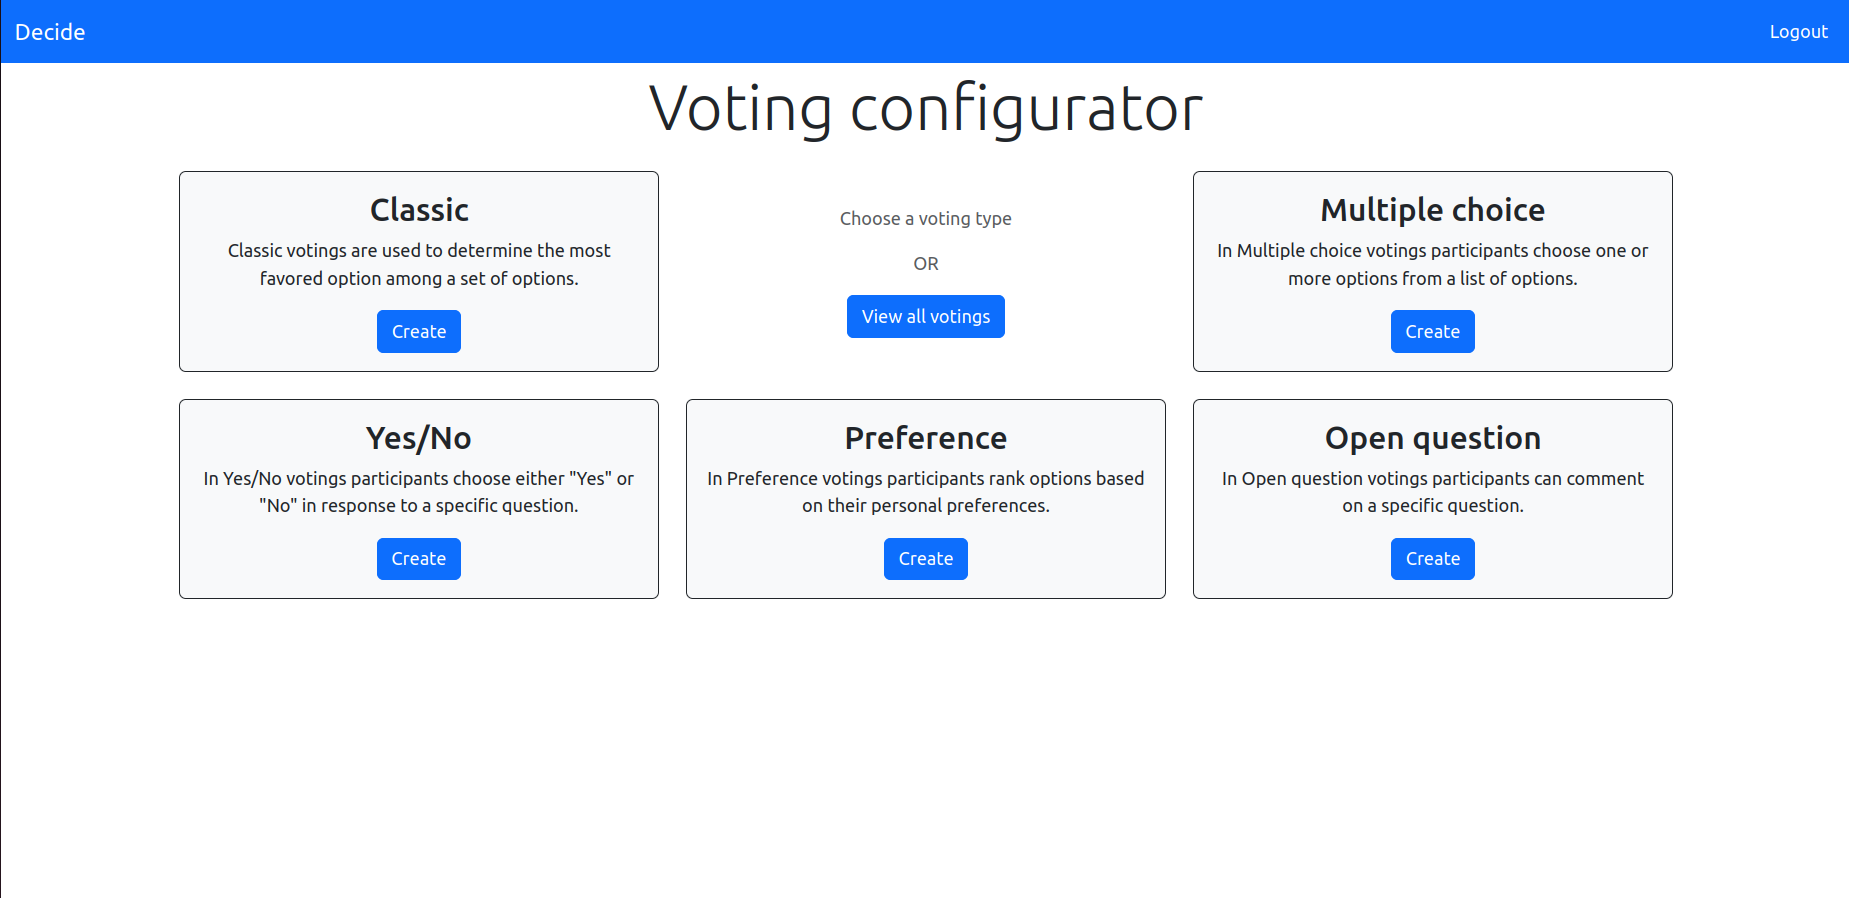 Decide
Logout
Voting configurator
Classic
Classic votings are used to determine the most
favored option among a set of options.
Create
Choose a voting type
OR
View all votings
Multiple choice
In Multiple choice votings participants choose one or
more options from a list of options.
Create
Yes/No
In Yes/No votings participants choose either "Yes" or
"No" in response to a specific question.
Create
Preference
In Preference votings participants rank options based
on their personal preferences.
Create
Open question
In Open question votings participants can comment
on a specific question.
Create